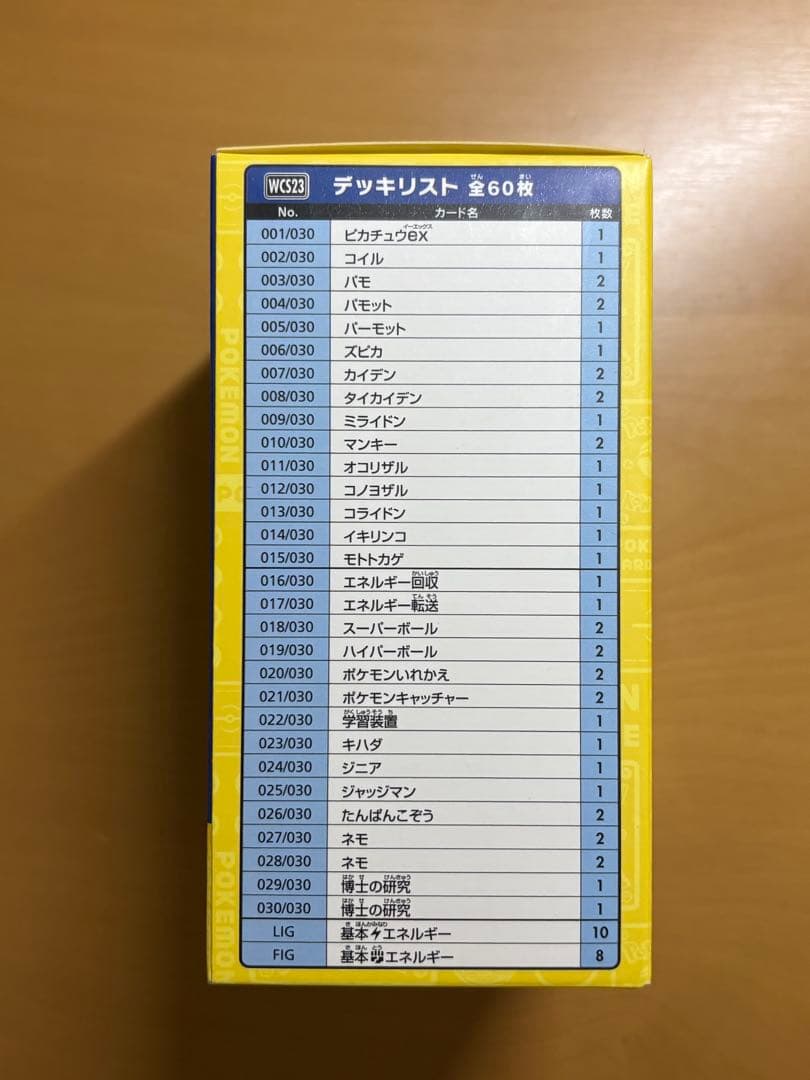 WCS23 デッキリスト 全60枚
No. カード名 枚数
001/030 ピカチュウex 1
002/030 コイル 1
003/030 パモ 2
004/030 パモット 2
005/030 パーモット 1
006/030 ズピカ 1
007/030 カイデン 2
008/030 タイカイデン 2
009/030 ミライドン 1
010/030 マンキー 2
011/030 オコリザル 1
012/030 コノヨザル 1
013/030 コライドン 1
014/030 イキリンコ 1
015/030 モトトカゲ 1
016/030 エネルギー回収 1
017/030 エネルギー転送 1
018/030 スーパーボール 2
019/030 ハイパーボール 2
020/030 ポケモンいれかえ 2
021/030 ポケモンキャッチャー 2
022/030 学習装置 1
023/030 キハダ 1
024/030 ジニア 1
025/030 ジャッジマン 1
026/030 たんぱんこぞう 2
027/030 ネモ 2
028/030 ネモ 2
029/030 博士の研究 1
030/030 博士の研究 1
LIG 基本エネルギー 10
FIG 基本エネルギー 8
POKEMON
POKEMON